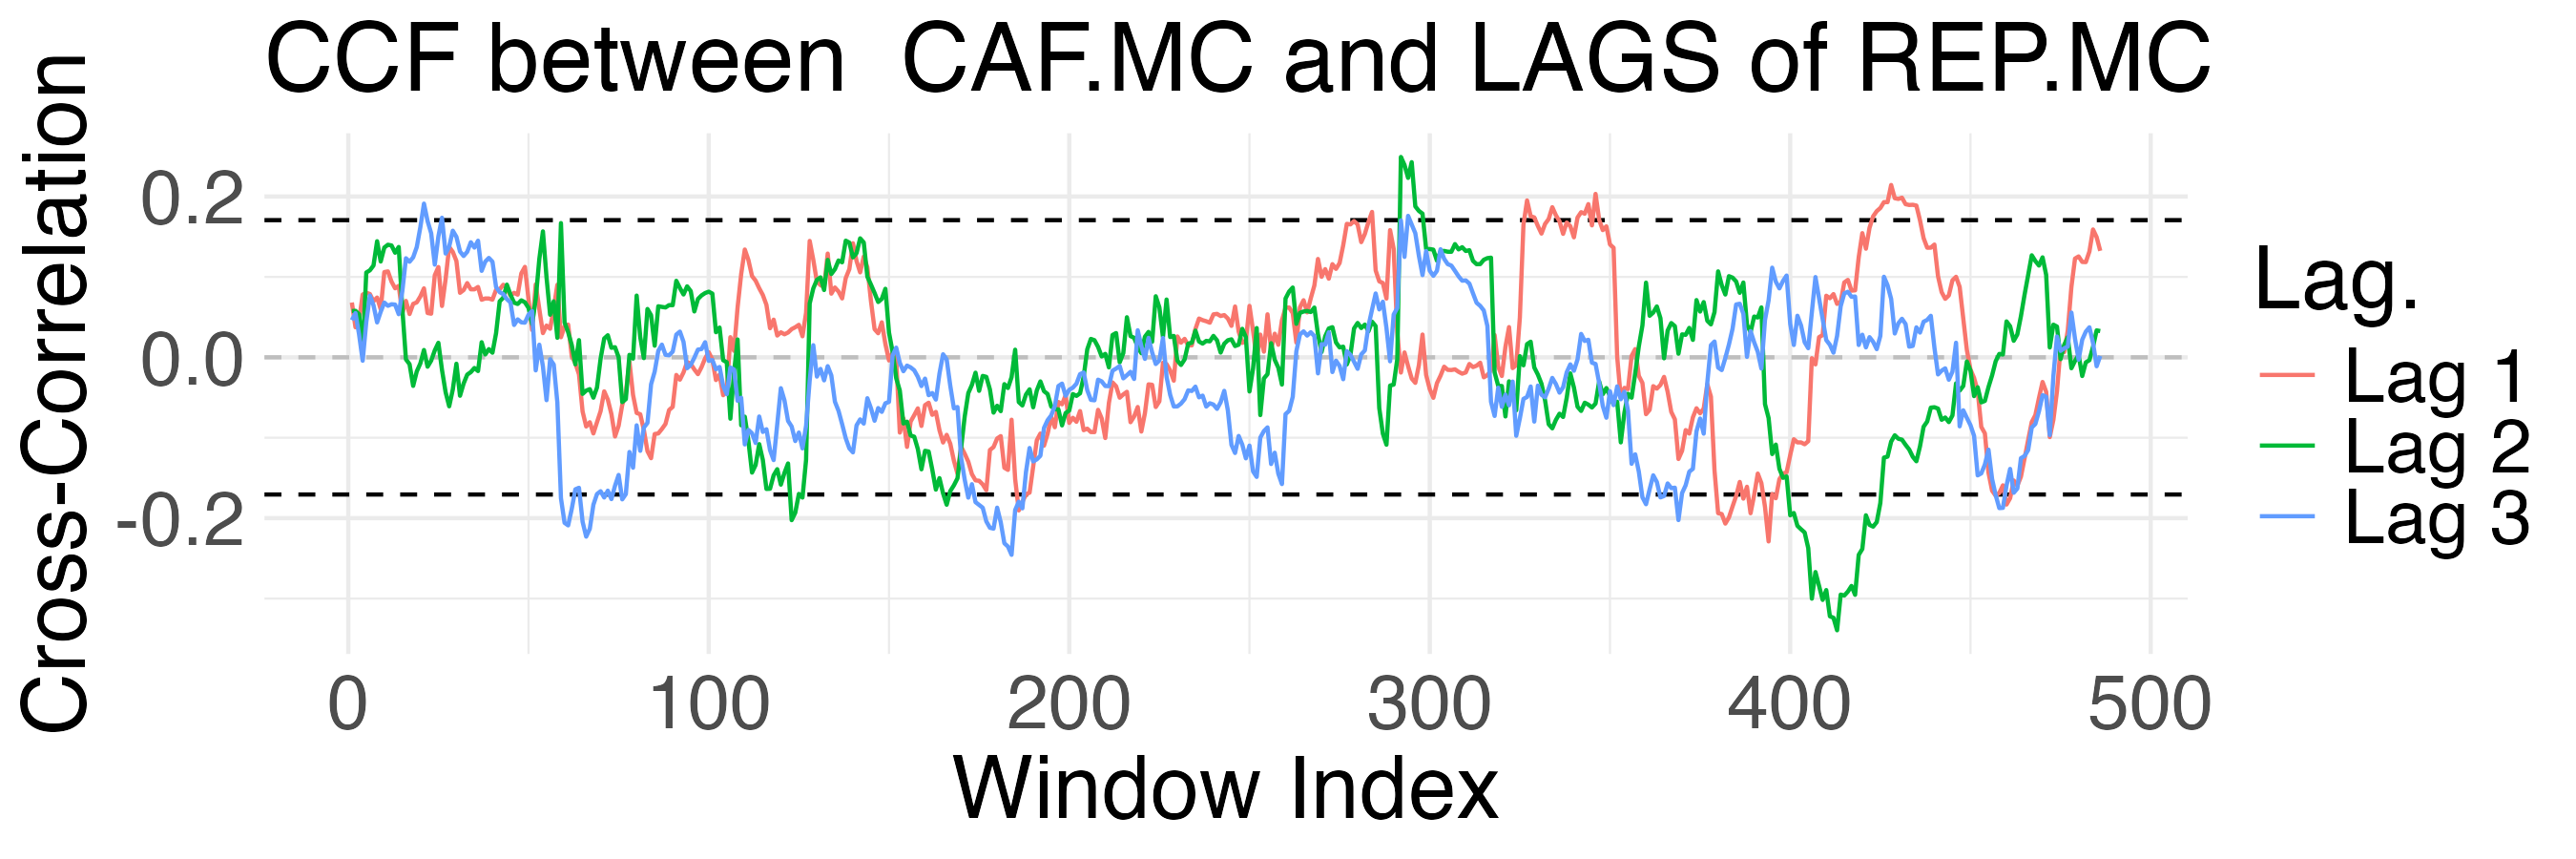 CCF between  CAF.MC and LAGS of REP.MC
Cross-Correlation
0.2
0.0
-0.2
0 100 200 300 400 500
Window Index
Lag.
Lag 1
Lag 2
Lag 3